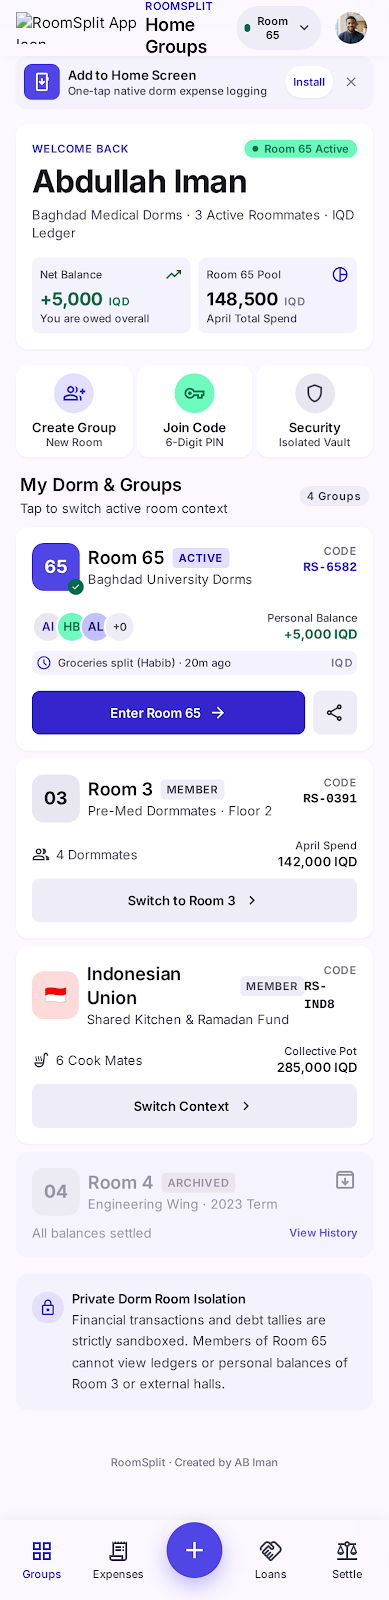 RoomSplit App
Icon
ROOMSPLIT
Home
Groups
Room
65
Add to Home Screen
One-tap native dorm expense logging
Install
WELCOME BACK
Room 65 Active
Abdullah Iman
Baghdad Medical Dorms · 3 Active Roommates · IQD
Ledger
Net Balance
+5,000 IQD
You are owed overall
Room 65 Pool
148,500 IQD
April Total Spend
Create Group
New Room
Join Code
6-Digit PIN
Security
Isolated Vault
My Dorm & Groups
Tap to switch active room context
4 Groups
65
Room 65 ACTIVE
Baghdad University Dorms
CODE
RS-6582
AI HB AL +0
Personal Balance
+5,000 IQD
Groceries split (Habib) · 20m ago IQD
Enter Room 65
03
Room 3 MEMBER
Pre-Med Dormmates · Floor 2
CODE
RS-0391
4 Dormmates
April Spend
142,000 IQD
Switch to Room 3
Indonesian
Union
MEMBER
Shared Kitchen & Ramadan Fund
CODE
RS-
IND8
6 Cook Mates
Collective Pot
285,000 IQD
Switch Context
04
Room 4 ARCHIVED
Engineering Wing · 2023 Term
All balances settled
View History
Private Dorm Room Isolation
Financial transactions and debt tallies are
strictly sandboxed. Members of Room 65
cannot view ledgers or personal balances of
Room 3 or external halls.
RoomSplit · Created by AB Iman
Groups
Expenses
Loans
Settle